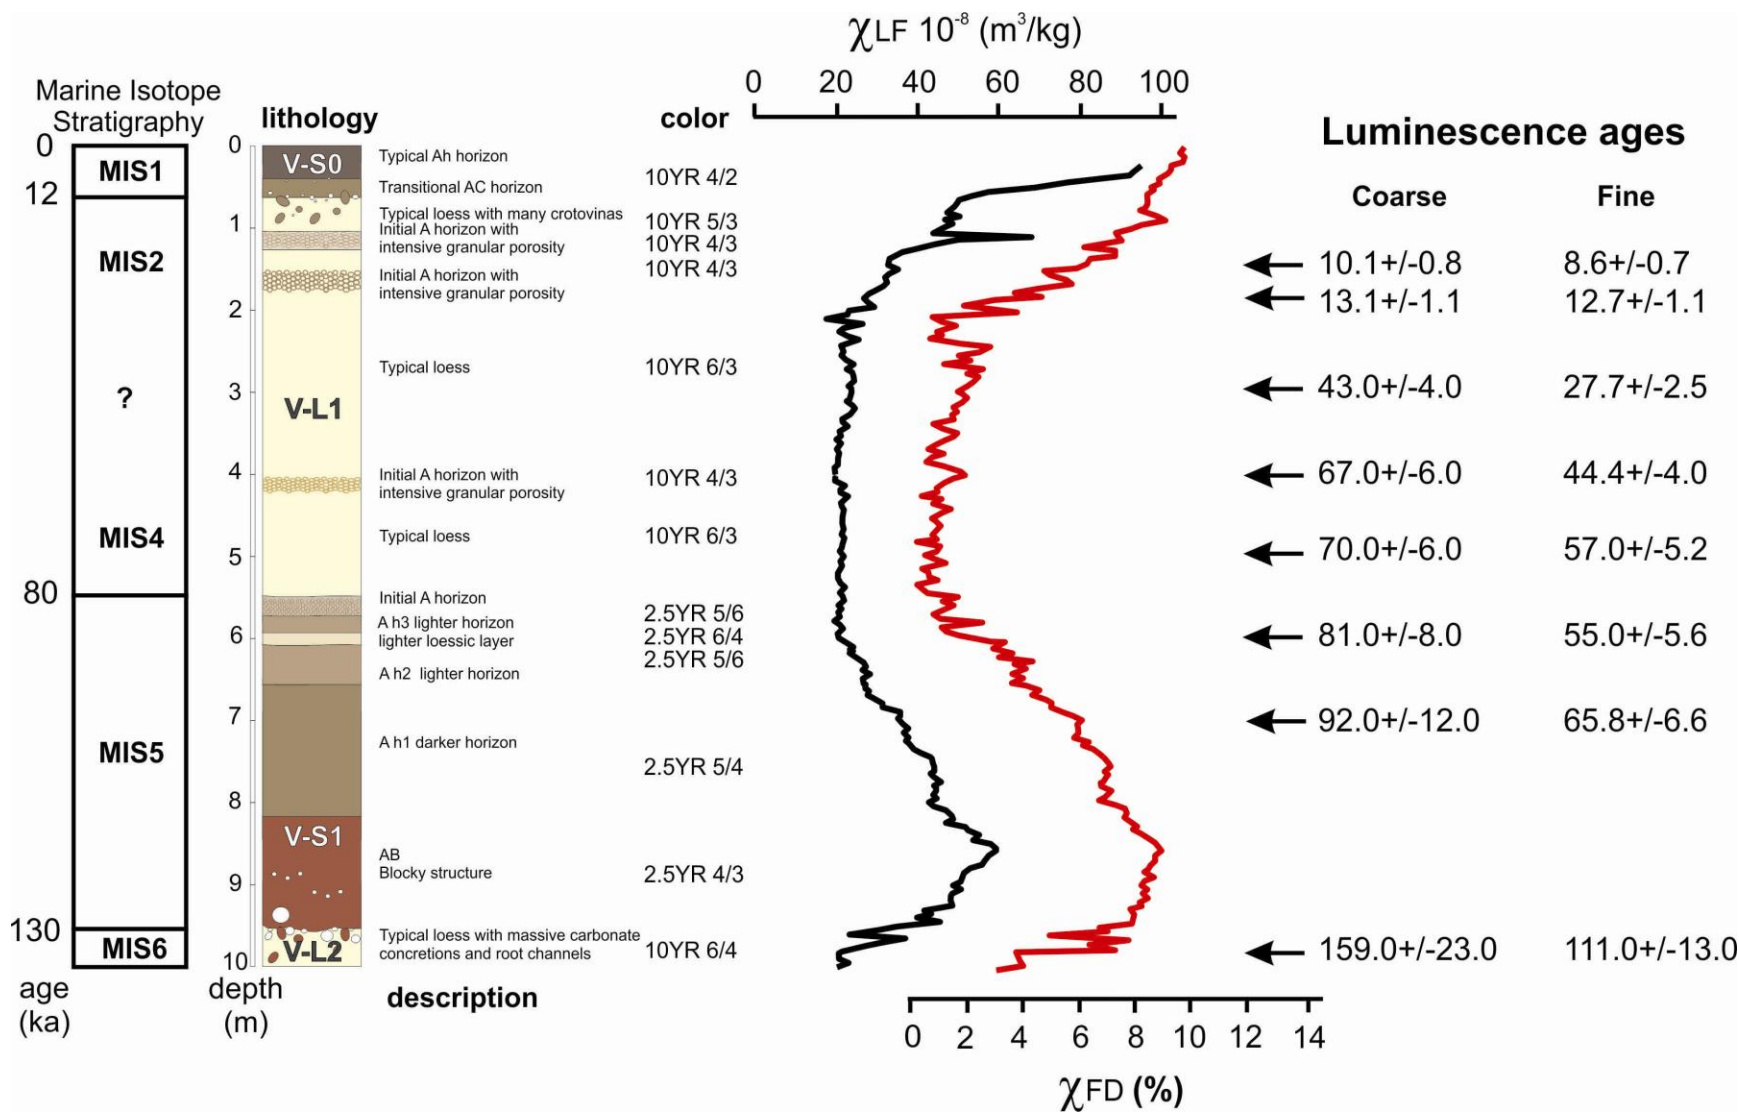 χLF 10⁻⁸ (m³/kg)
0 20 40 60 80 100
Marine Isotope
Stratigraphy
lithology
color
Luminescence ages
Coarse Fine
0
12
80
130
age
(ka)
MIS1
MIS2
?
MIS4
MIS5
MIS6
0
1
2
3
4
5
6
7
8
9
10
depth
(m)
V-S0
V-L1
V-S1
V-L2
Typical Ah horizon
Transitional AC horizon
Typical loess with many crotovinas
Initial A horizon with
intensive granular porosity
Initial A horizon with
intensive granular porosity
Typical loess
Initial A horizon with
intensive granular porosity
Typical loess
Initial A horizon
A h3 lighter horizon
lighter loessic layer
A h2 lighter horizon
A h1 darker horizon
AB
Blocky structure
Typical loess with massive carbonate
concretions and root channels
description
10YR 4/2
10YR 5/3
10YR 4/3
10YR 4/3
10YR 6/3
10YR 4/3
10YR 6/3
2.5YR 5/6
2.5YR 6/4
2.5YR 5/6
2.5YR 5/4
2.5YR 4/3
10YR 6/4
10.1+/-0.8 8.6+/-0.7
13.1+/-1.1 12.7+/-1.1
43.0+/-4.0 27.7+/-2.5
67.0+/-6.0 44.4+/-4.0
70.0+/-6.0 57.0+/-5.2
81.0+/-8.0 55.0+/-5.6
92.0+/-12.0 65.8+/-6.6
159.0+/-23.0 111.0+/-13.0
0 2 4 6 8 10 12 14
χFD (%)